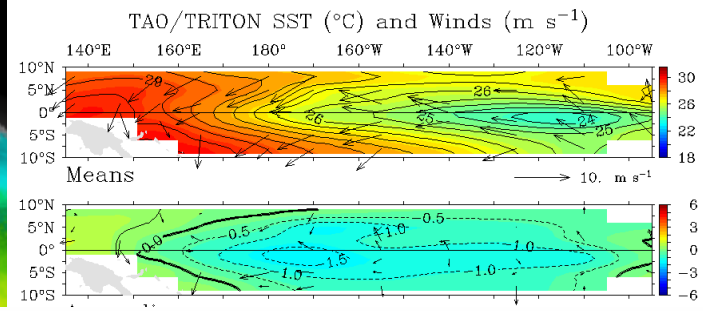 TAO/TRITON SST (°C) and Winds (m s⁻¹)
140°E 160°E 180° 160°W 140°W 120°W 100°W
10°N
5°N
0°
5°S
10°S
29
26
26
25
24
25
30
28
26
24
22
20
18
Means
10. m s⁻¹
10°N
5°N
0°
5°S
10°S
0.0
-0.5
-0.5
-1.0
-1.0
-1.5
-1.0
-1.0
6
3
0
-3
-6